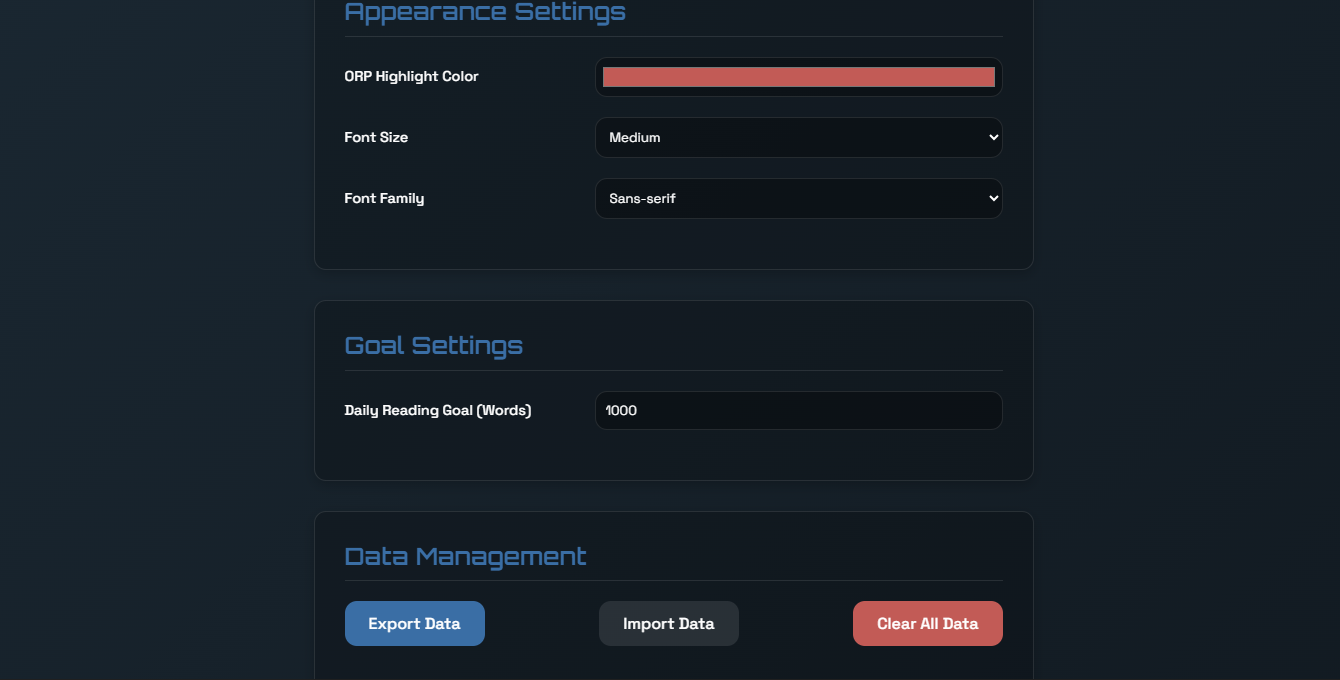 Appearance Settings
ORP Highlight Color
Font Size
Medium
Font Family
Sans-serif
Goal Settings
Daily Reading Goal (Words)
1000
Data Management
Export Data
Import Data
Clear All Data